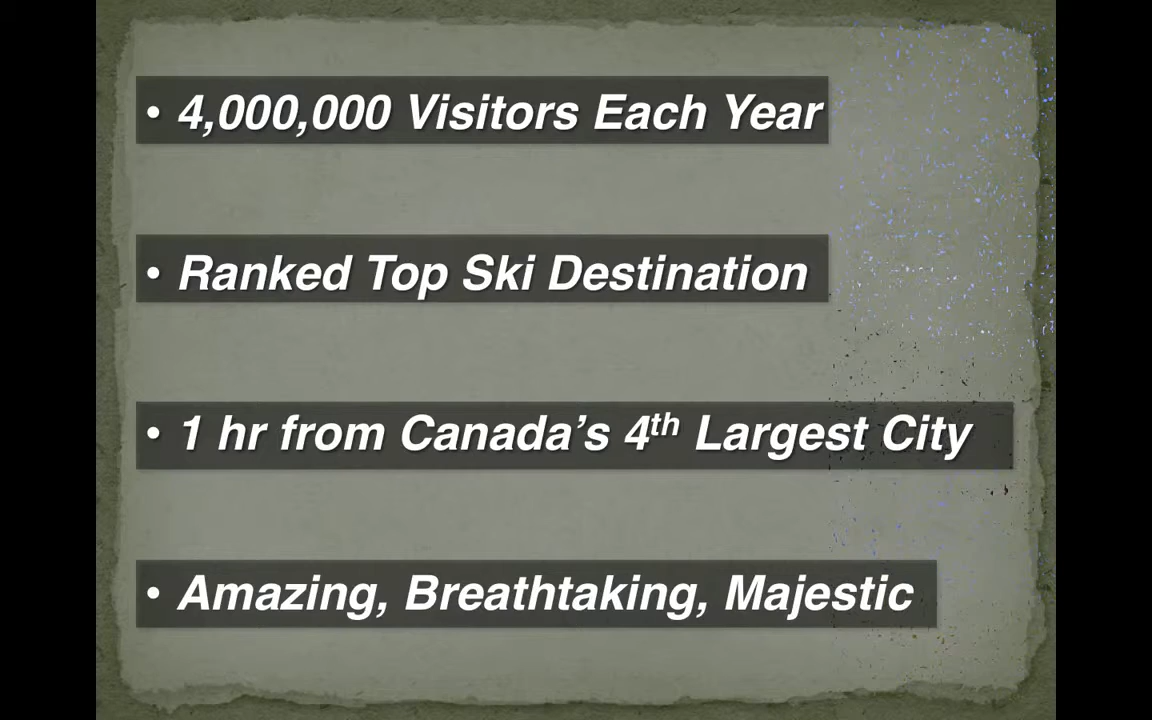 • 4,000,000 Visitors Each Year
• Ranked Top Ski Destination
• 1 hr from Canada’s 4th Largest City
• Amazing, Breathtaking, Majestic